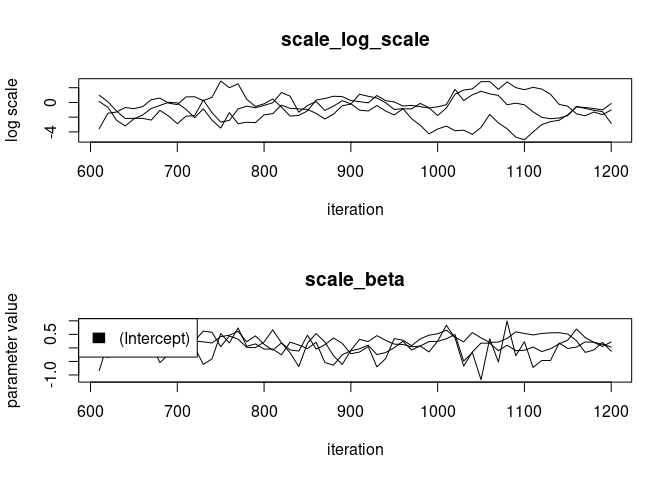 scale_log_scale
log scale
0
-4
600 700 800 900 1000 1100 1200
iteration
scale_beta
parameter value
0.5
-1.0
(Intercept)
600 700 800 900 1000 1100 1200
iteration